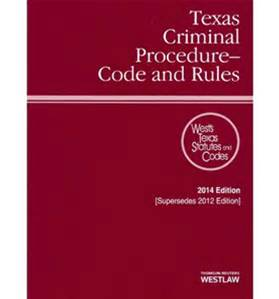 Texas
Criminal
Procedure–
Code and Rules
West's
Texas
Statutes and
Codes
2014 Edition
[Supersedes 2012 Edition]
THOMSON REUTERS
WESTLAW